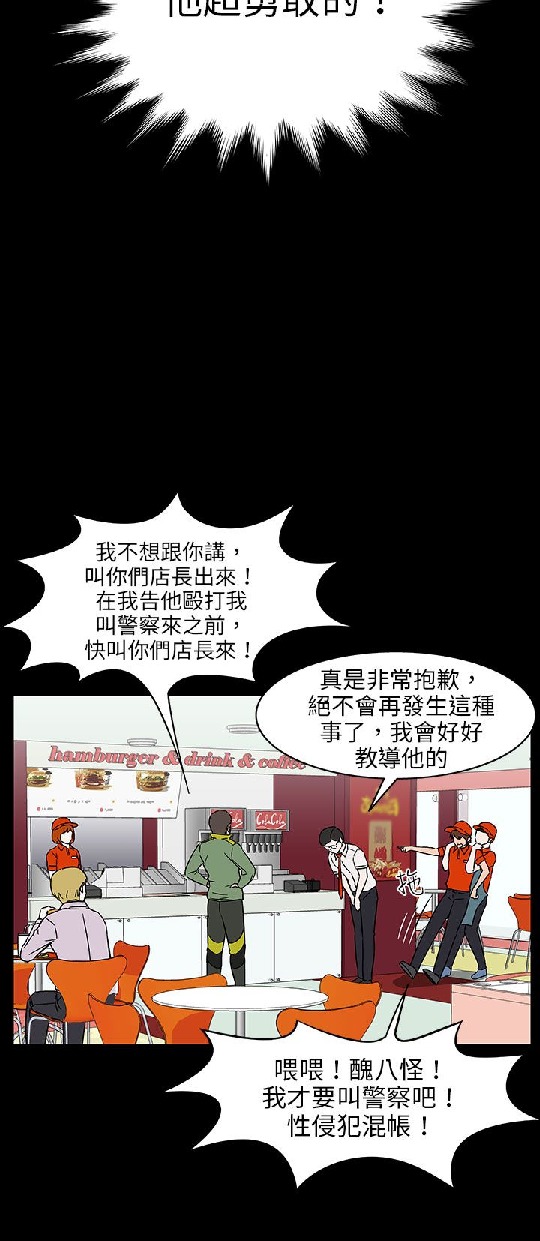 他超勇敢的！
我不想跟你講，
叫你們店長出來！
在我告他毆打我
叫警察來之前，
快叫你們店長來！
真是非常抱歉，
絕不會再發生這種
事了，我會好好
教導他的
hamburger & drink & coffee
CoCaCola
CoCaCola
拖
喂喂！醜八怪！
我才要叫警察吧！
性侵犯混帳！